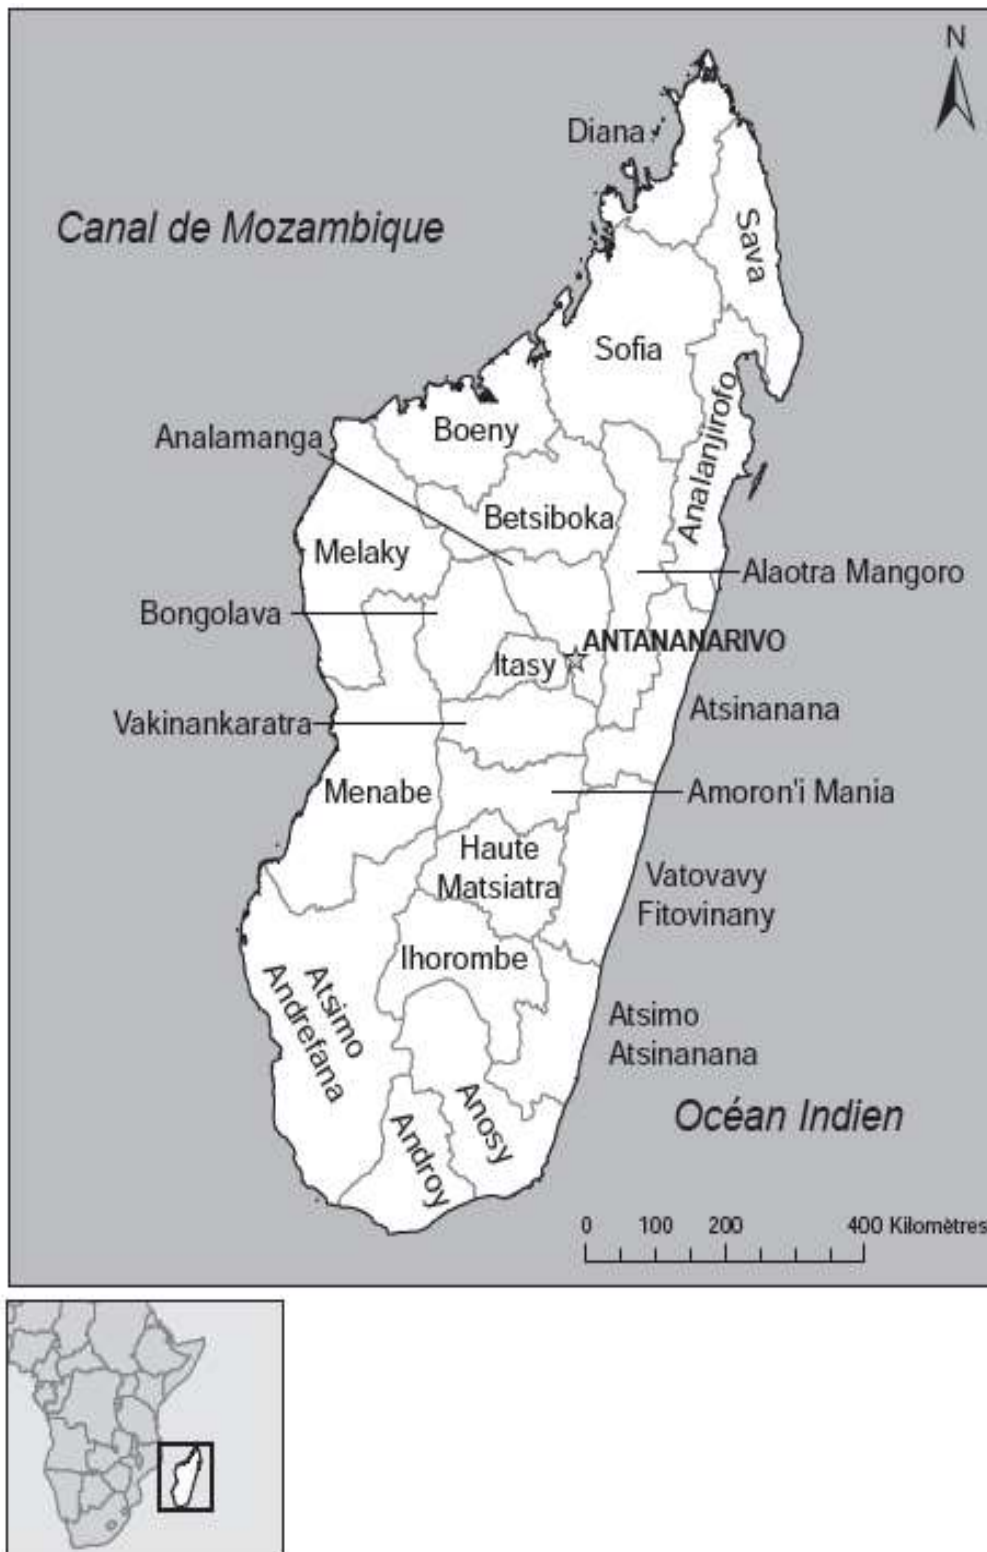 N
Diana
Canal de Mozambique
Sava
Sofia
Analanjirofo
Boeny
Analamanga
Betsiboka
Melaky
Alaotra Mangoro
Bongolava
ANTANANARIVO
Itasy
Atsinanana
Vakinankaratra
Menabe
Amoron'i Mania
Haute
Matsiatra
Vatovavy
Fitovinany
Ihorombe
Atsimo
Andrefana
Atsimo
Atsinanana
Anosy
Androy
Océan Indien
0 100 200 400 Kilomètres